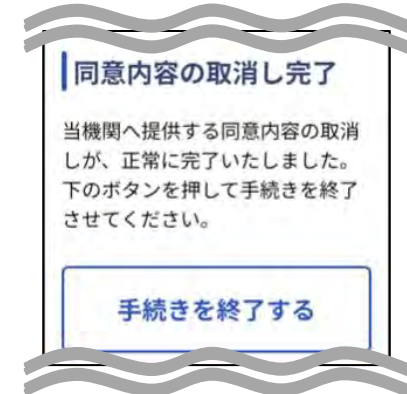 同意内容の取消し完了
当機関へ提供する同意内容の取消
しが、正常に完了いたしました。
下のボタンを押して手続きを終了
させてください。
手続きを終了する